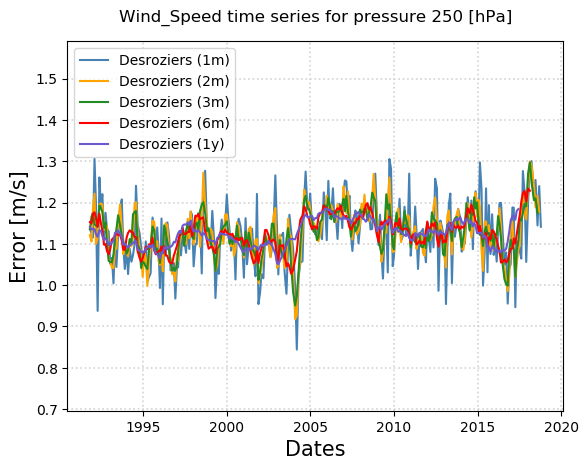 Wind_Speed time series for pressure 250 [hPa]
Desroziers (1m)
Desroziers (2m)
Desroziers (3m)
Desroziers (6m)
Desroziers (1y)
Error [m/s]
1.5
1.4
1.3
1.2
1.1
1.0
0.9
0.8
0.7
1995 2000 2005 2010 2015 2020
Dates